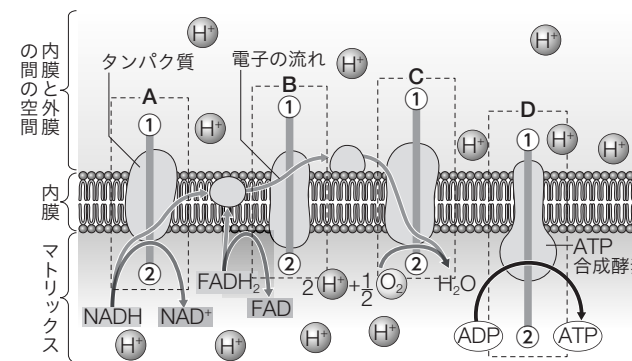 内膜と外膜
の間の空間
内膜
マトリックス
タンパク質
電子の流れ
A
B
C
D
①
①
①
①
②
②
②
②
H⁺
H⁺
H⁺
H⁺
H⁺
H⁺
H⁺
NADH
NAD⁺
FADH₂
FAD
2 H⁺ + 1/2 O₂
H₂O
ATP
合成酵素
ADP
ATP
H⁺
H⁺
H⁺
H⁺